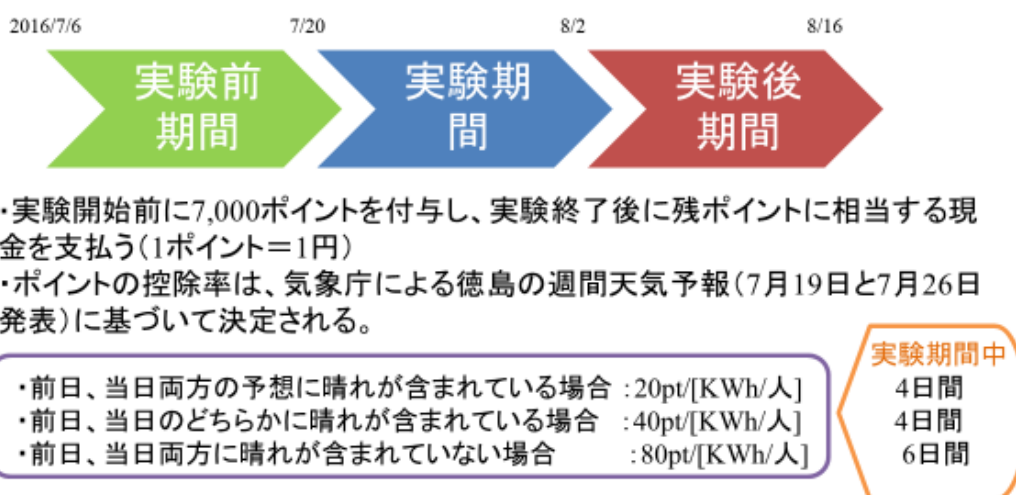 2016/7/6 7/20 8/2 8/16
実験前
期間
実験期
間
実験後
期間
・実験開始前に7,000ポイントを付与し、実験終了後に残ポイントに相当する現
金を支払う(1ポイント＝1円)
・ポイントの控除率は、気象庁による徳島の週間天気予報(7月19日と7月26日
発表)に基づいて決定される。
実験期間中
・前日、当日両方の予想に晴れが含まれている場合 :20pt/[KWh/人] 4日間
・前日、当日のどちらかに晴れが含まれている場合 :40pt/[KWh/人] 4日間
・前日、当日両方に晴れが含まれていない場合 :80pt/[KWh/人] 6日間